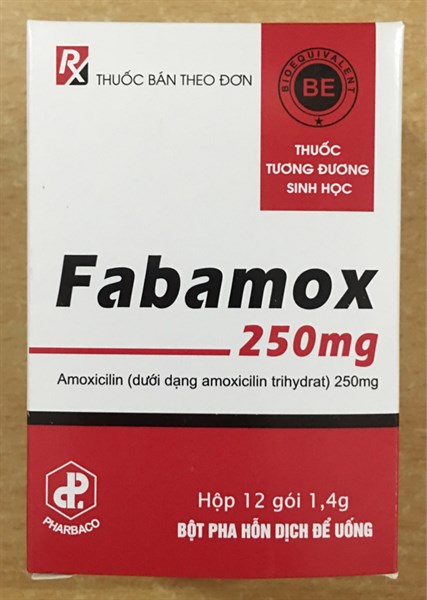 Rx THUỐC BÁN THEO ĐƠN
BIOEQUIVALENT
BE
THUỐC
TƯƠNG ĐƯƠNG
SINH HỌC
Fabamox
250mg
Amoxicilin (dưới dạng amoxicilin trihydrat) 250mg
PHARBACO
Hộp 12 gói 1,4g
BỘT PHA HỖN DỊCH ĐỂ UỐNG